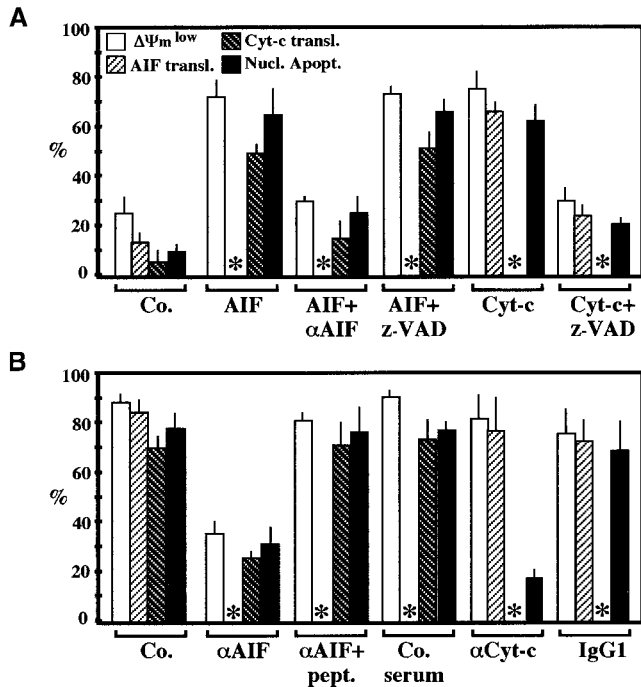 A
ΔΨm low
Cyt-c transl.
AIF transl.
Nucl. Apopt.
100
80
60
%
40
20
0
* * * * *
Co.
AIF
AIF+ αAIF
AIF+ z-VAD
Cyt-c
Cyt-c+ z-VAD
B
100
80
60
%
40
20
0
* * * * *
Co.
αAIF
αAIF+ pept.
Co. serum
αCyt-c
IgG1